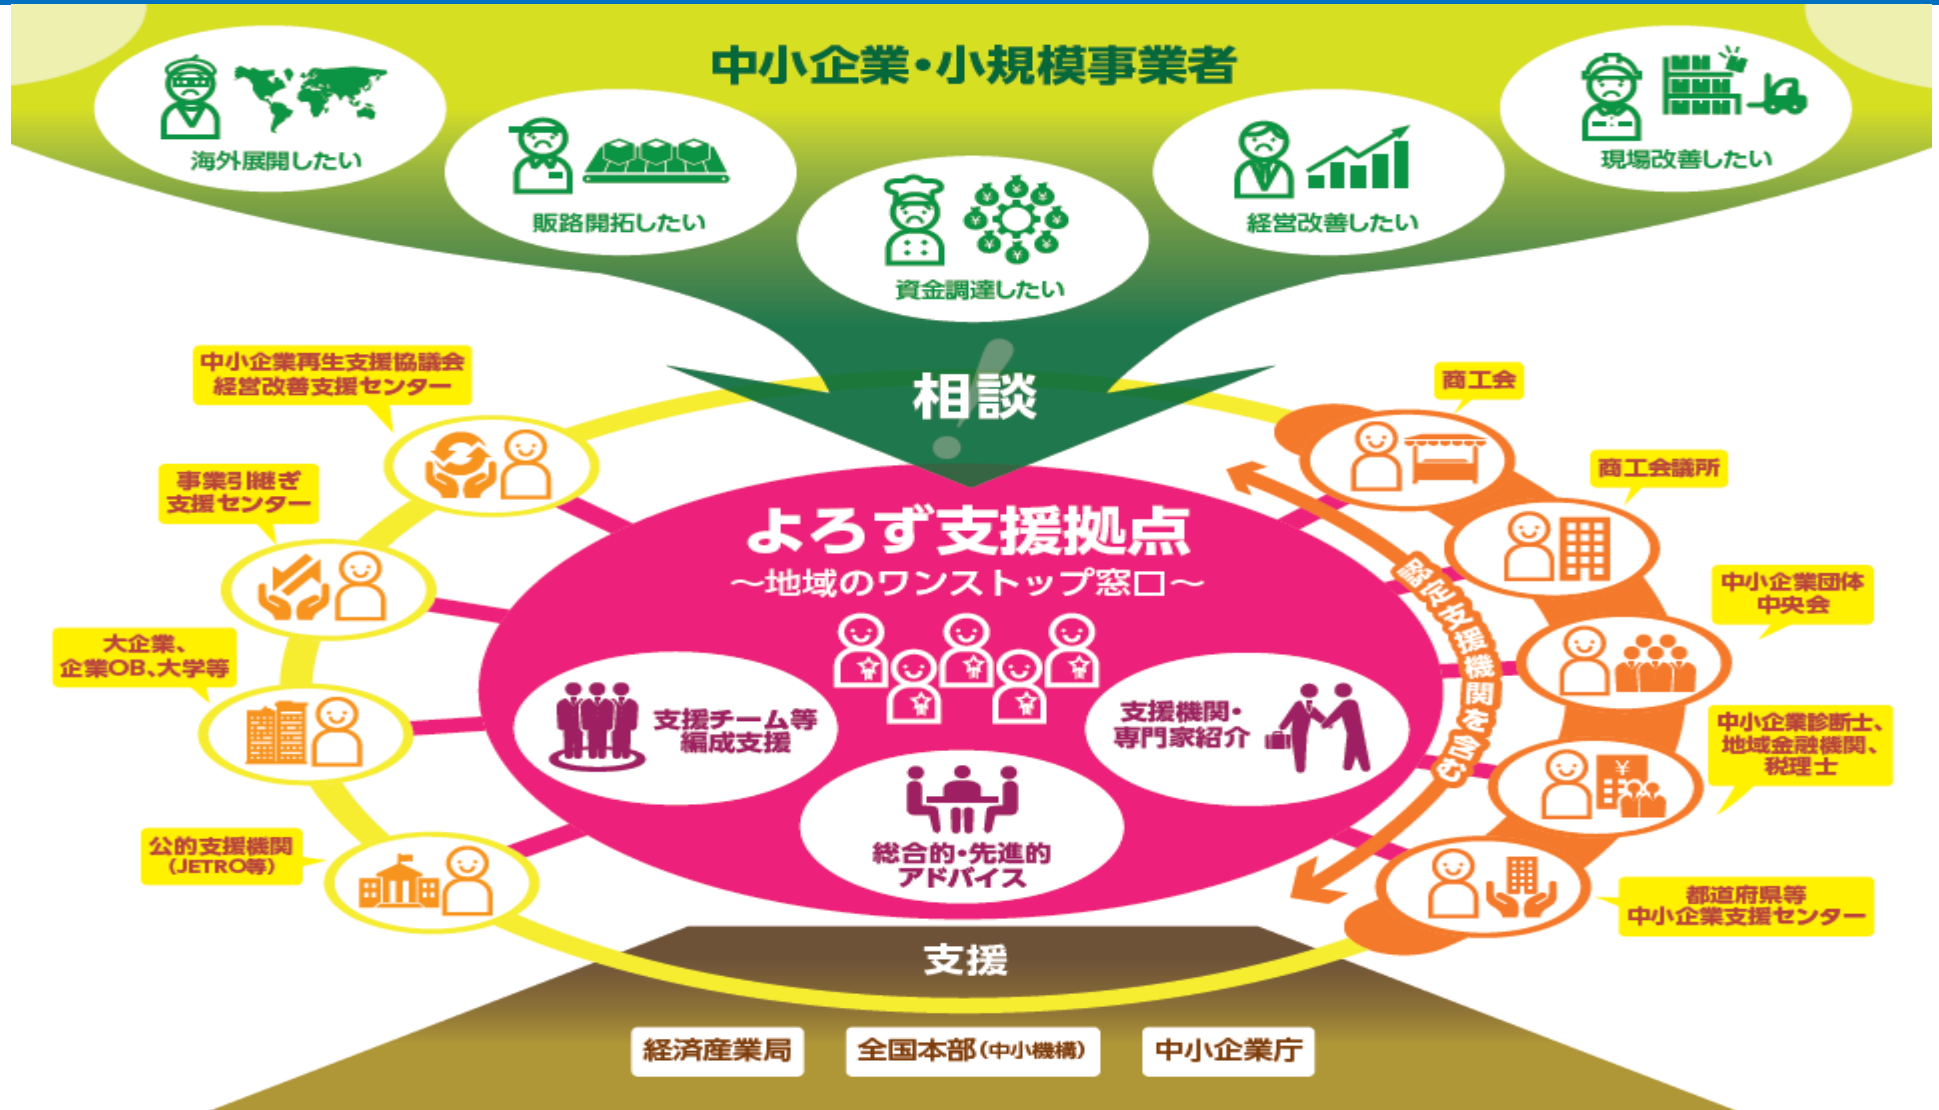 中小企業・小規模事業者
海外展開したい
販路開拓したい
資金調達したい
経営改善したい
現場改善したい
相談
中小企業再生支援協議会
経営改善支援センター
事業引継ぎ
支援センター
大企業、
企業OB、大学等
公的支援機関
(JETRO等)
よろず支援拠点
～地域のワンストップ窓口～
支援チーム等
編成支援
総合的・先進的
アドバイス
支援機関・
専門家紹介
認定支援機関を含む
商工会
商工会議所
中小企業団体
中央会
中小企業診断士、
地域金融機関、
税理士
都道府県等
中小企業支援センター
支援
経済産業局
全国本部(中小機構)
中小企業庁